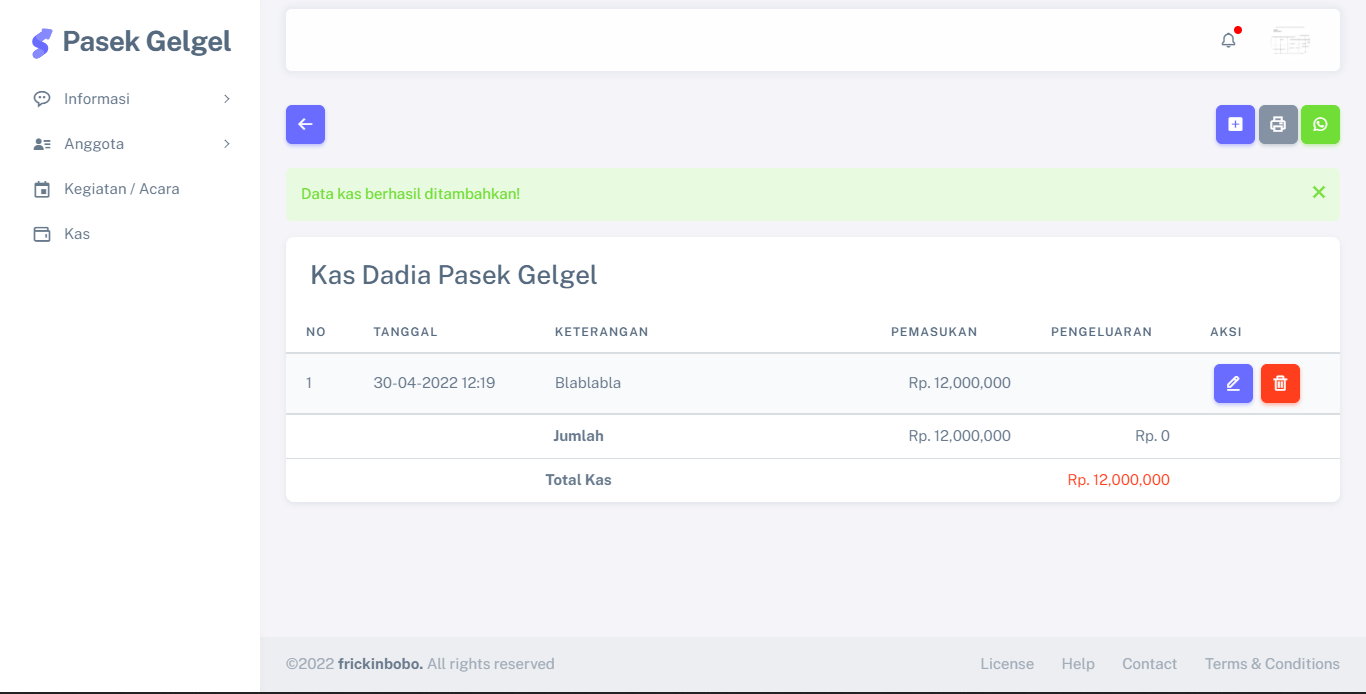 Pasek Gelgel
Informasi
Anggota
Kegiatan / Acara
Kas
Data kas berhasil ditambahkan!
Kas Dadia Pasek Gelgel
NO TANGGAL KETERANGAN PEMASUKAN PENGELUARAN AKSI
1 30-04-2022 12:19 Blablabla Rp. 12,000,000
Jumlah Rp. 12,000,000 Rp. 0
Total Kas Rp. 12,000,000
©2022 frickinbobo. All rights reserved License Help Contact Terms & Conditions